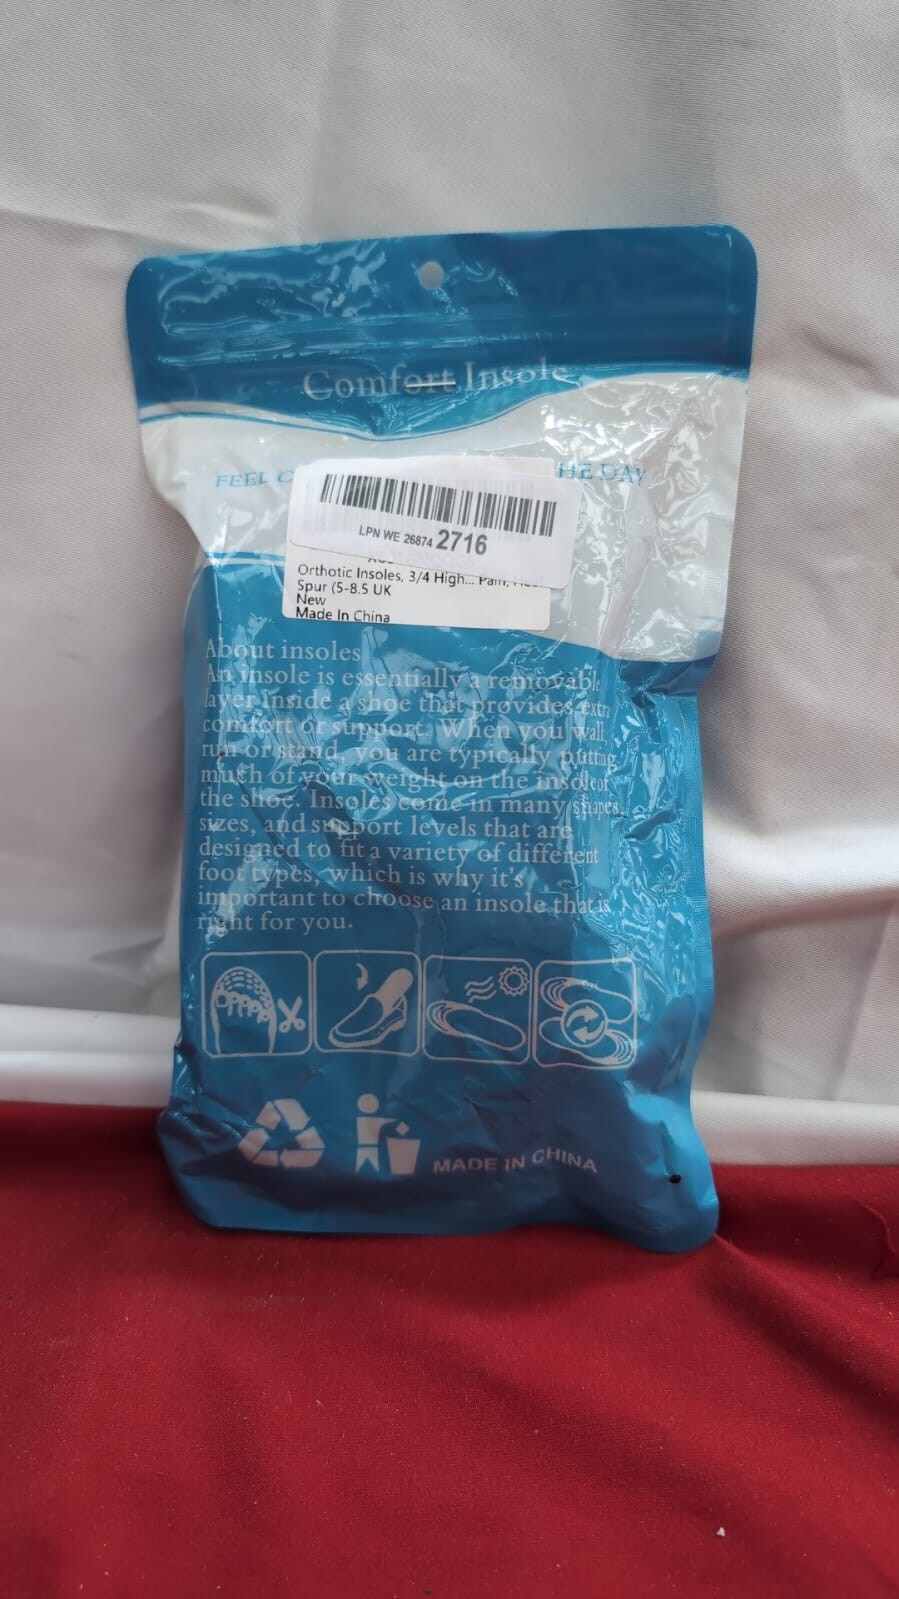 Comfort Insole
FEEL HE DAY
LPN WE 26874 2716
Orthotic Insoles, 3/4 High... Pain,
Spur (5-8.5 UK
New
Made In China
About insoles
An insole is essentially a removable
layer inside a shoe that provides extra
comfort or support. When you walk
run or stand, you are typically putting
much of your weight on the insole of
the shoe. Insoles come in many shapes
sizes, and support levels that are
designed to fit a variety of different
foot types, which is why it's
important to choose an insole that is
right for you.
MADE IN CHINA